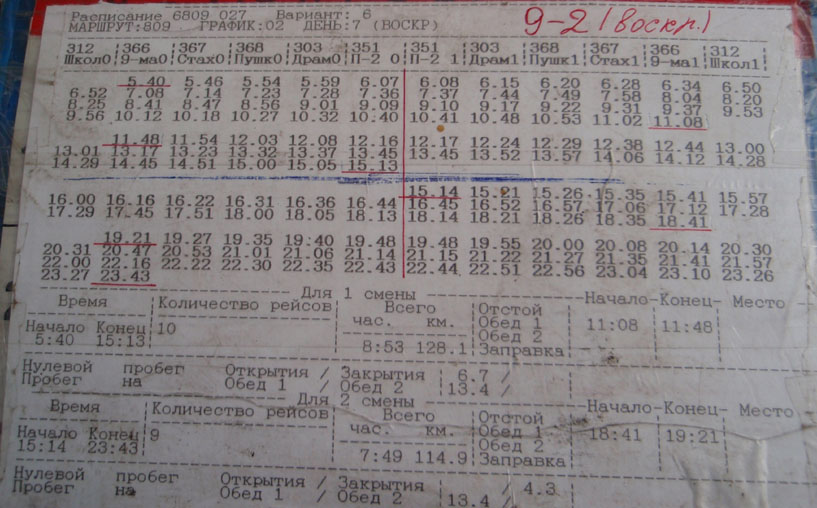 Расписание 6809 027 Вариант: 6
9-2 (воскр.)
МАРШРУТ:809 ГРАФИК:02 ДЕНЬ:7 (ВОСКР)
312 366 367 368 303 351 351 303 368 367 366 312
Школ0 9-ма0 Стах0 Пушк0 Драм0 П-2 0 П-2 1 Драм1 Пушк1 Стах1 9-ма1 Школ1
5.40 5.46 5.54 5.59 6.07 6.08 6.15 6.20 6.28 6.34 6.50
6.52 7.08 7.14 7.23 7.28 7.36 7.37 7.44 7.49 7.58 8.04 8.20
8.25 8.41 8.47 8.56 9.01 9.09 9.10 9.17 9.22 9.31 9.37 9.53
9.56 10.12 10.18 10.27 10.32 10.40 10.41 10.48 10.53 11.02 11.08
11.48 11.54 12.03 12.08 12.16 12.17 12.24 12.29 12.38 12.44 13.00
13.01 13.17 13.23 13.32 13.37 13.45 13.45 13.52 13.57 14.06 14.12 14.28
14.29 14.45 14.51 15.00 15.05 15.13
15.14 15.21 15.26 15.35 15.41 15.57
16.00 16.16 16.22 16.31 16.36 16.44 16.45 16.52 16.57 17.06 17.12 17.28
17.29 17.45 17.51 18.00 18.05 18.13 18.14 18.21 18.26 18.35 18.41
19.21 19.27 19.35 19.40 19.48 19.48 19.55 20.00 20.08 20.14 20.30
20.31 20.47 20.53 21.01 21.06 21.14 21.15 21.22 21.27 21.35 21.41 21.57
22.00 22.16 22.22 22.30 22.35 22.43 22.44 22.51 22.56 23.04 23.10 23.26
23.27 23.43
Для 1 смены
Время Количество рейсов Всего Отстой Начало-Конец- Место
Начало Конец 10 час. км. Обед 1 11:08 11:48
5:40 15:13 Обед 2
8:53 128.1 Заправка
Нулевой пробег Открытия / Закрытия 6.7 /
Пробег на Обед 1 / Обед 2 13.4 /
Для 2 смены
Время Количество рейсов Всего Отстой Начало-Конец- Место
Начало Конец 9 час. км. Обед 1 18:41 19:21
15:14 23:43 Обед 2
7:49 114.9 Заправка
Нулевой пробег Открытия / Закрытия / 4.3
Пробег на Обед 1 / Обед 2 13.4 /